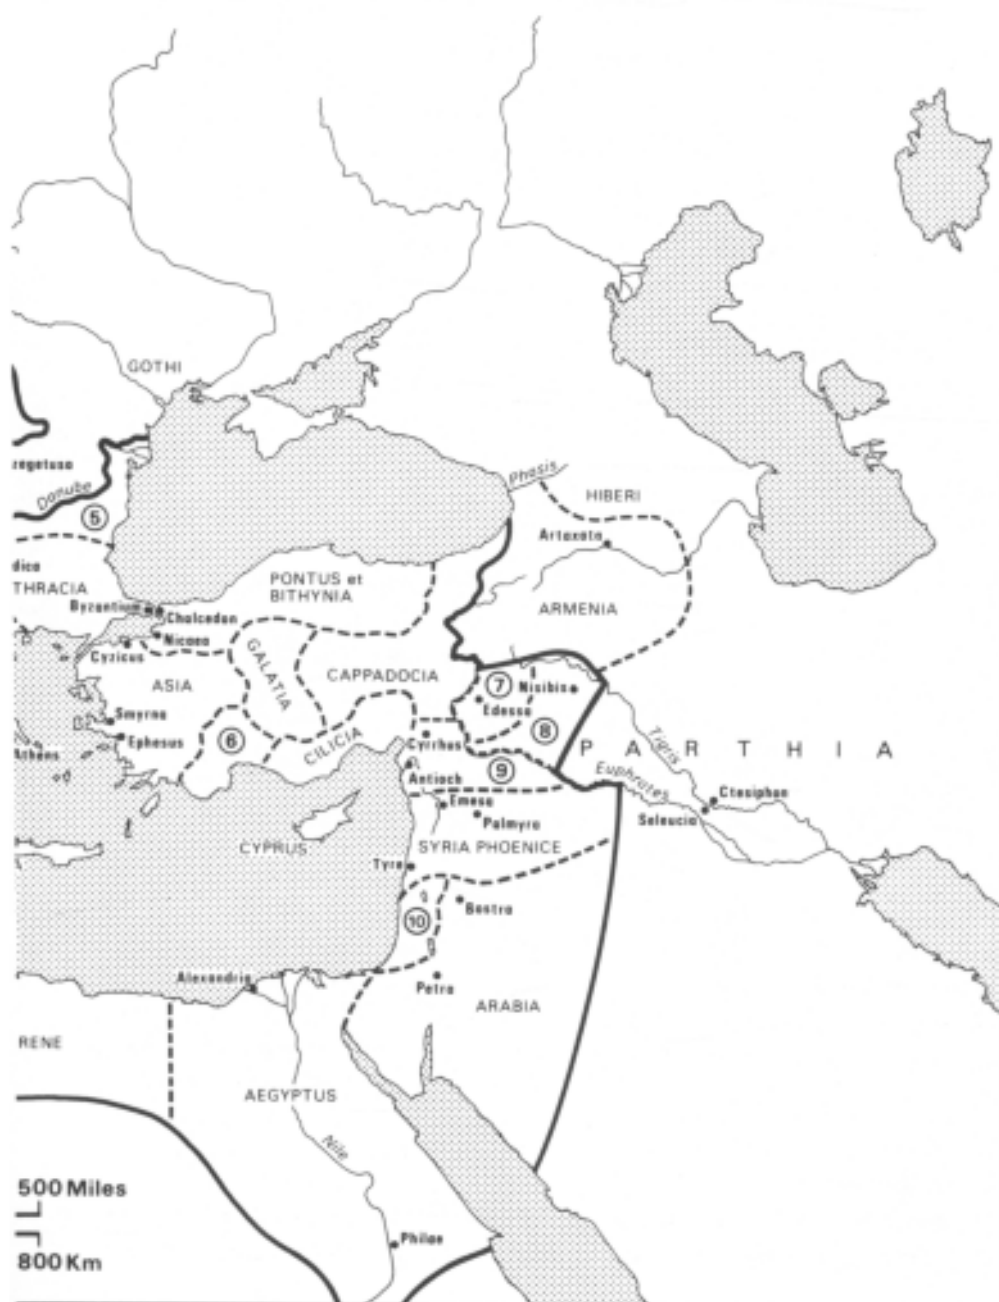 GOTHI
Phasis
HIBERI
Danube
5
Artaxata
THRACIA
PONTUS et
BITHYNIA
ARMENIA
Byzantium
Chalcedon
Nicaea
Cyzicus
GALATIA
CAPPADOCIA
ASIA
7
Nisibis
Edessa
Smyrna
Ephesus
6
CILICIA
Cyrrhus
8
PARTHIA
Tigris
Athens
9
Euphrates
Antioch
Emesa
Palmyra
Ctesiphon
Seleucia
CYPRUS
SYRIA PHOENICE
Tyre
10
Bostra
Alexandria
Petra
ARABIA
RENE
AEGYPTUS
Nile
500 Miles
800 Km
Philae